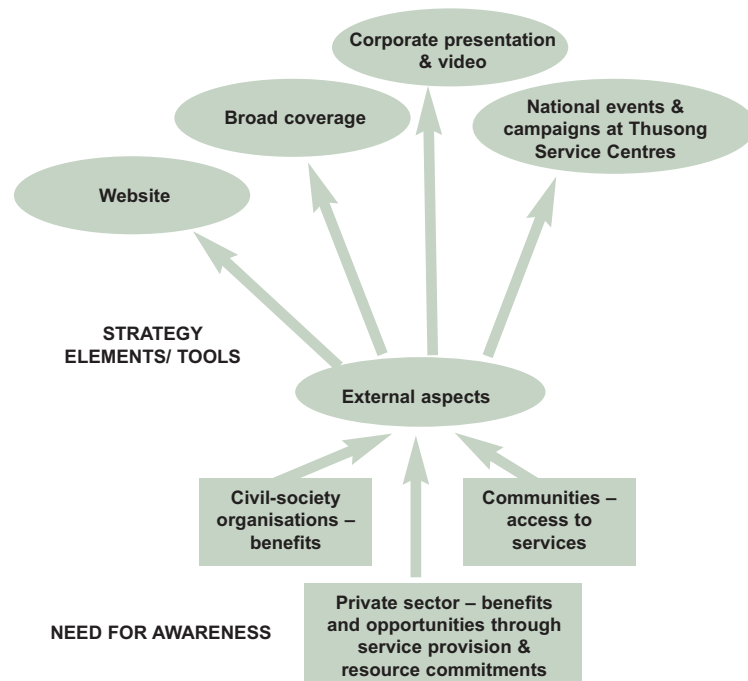 Corporate presentation
& video
Broad coverage
National events &
campaigns at Thusong
Service Centres
Website
STRATEGY
ELEMENTS/ TOOLS
External aspects
Civil-society
organisations –
benefits
Communities –
access to
services
NEED FOR AWARENESS
Private sector – benefits
and opportunities through
service provision &
resource commitments